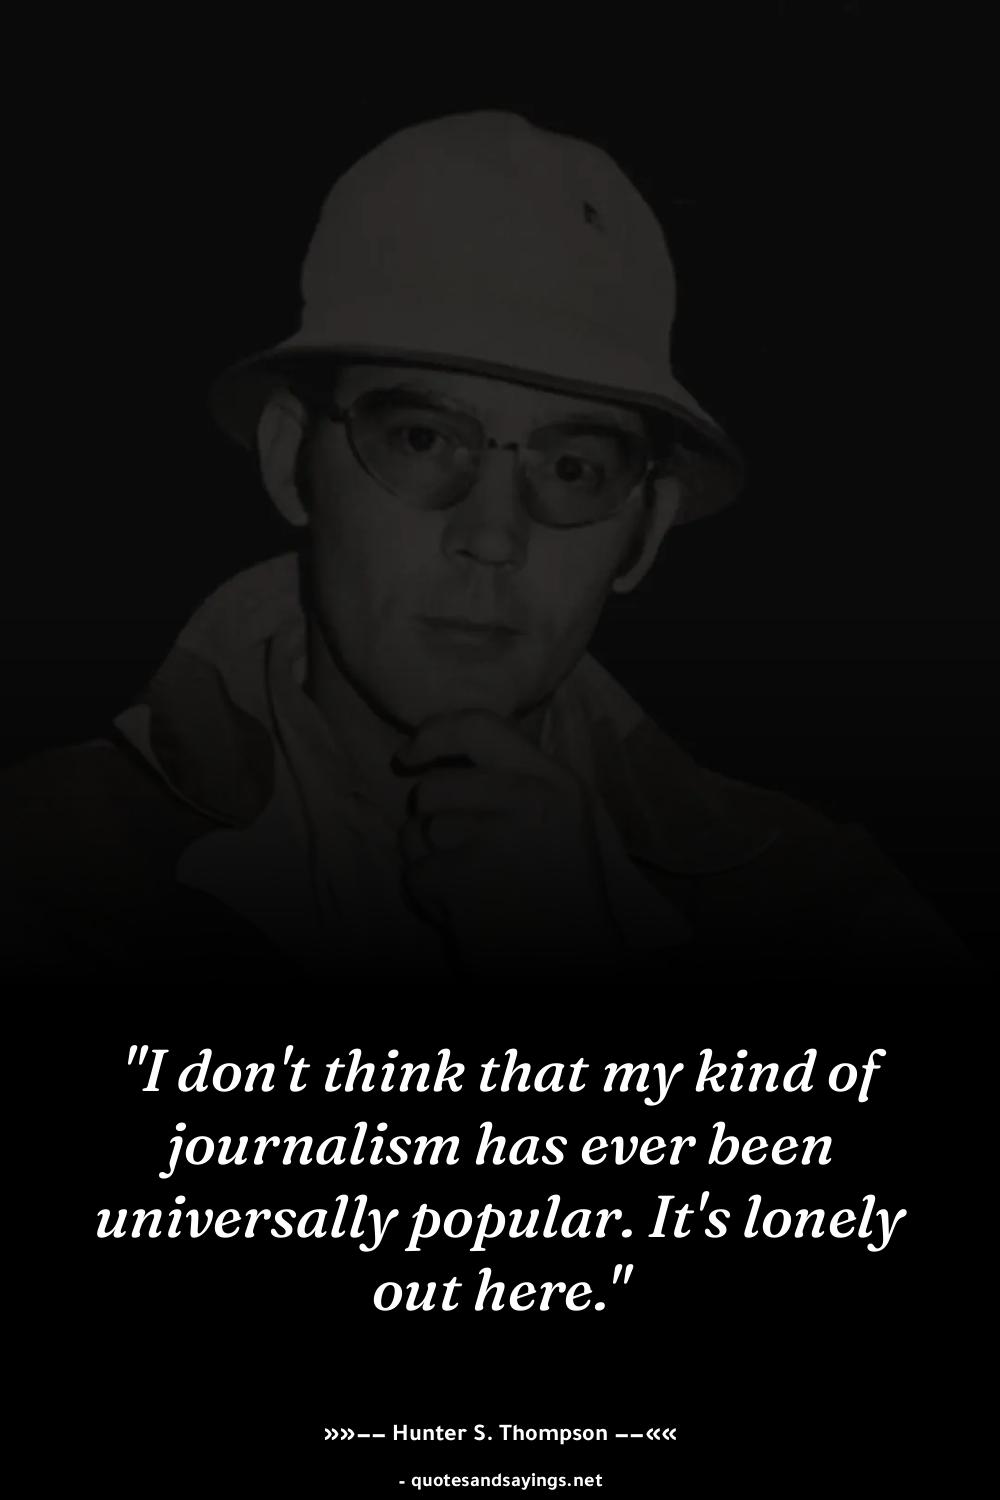 "I don't think that my kind of
journalism has ever been
universally popular. It's lonely
out here."
»»–– Hunter S. Thompson ––««
- quotesandsayings.net